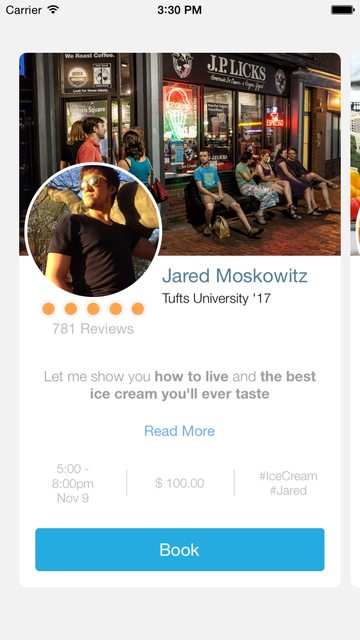 Carrier 3:30 PM
We Roast Coffee.
J.P. LICKS
Square
Jared Moskowitz
Tufts University '17
781 Reviews
Let me show you how to live and the best
ice cream you'll ever taste
Read More
5:00 -
8:00pm
Nov 9
$ 100.00
#IceCream
#Jared
Book